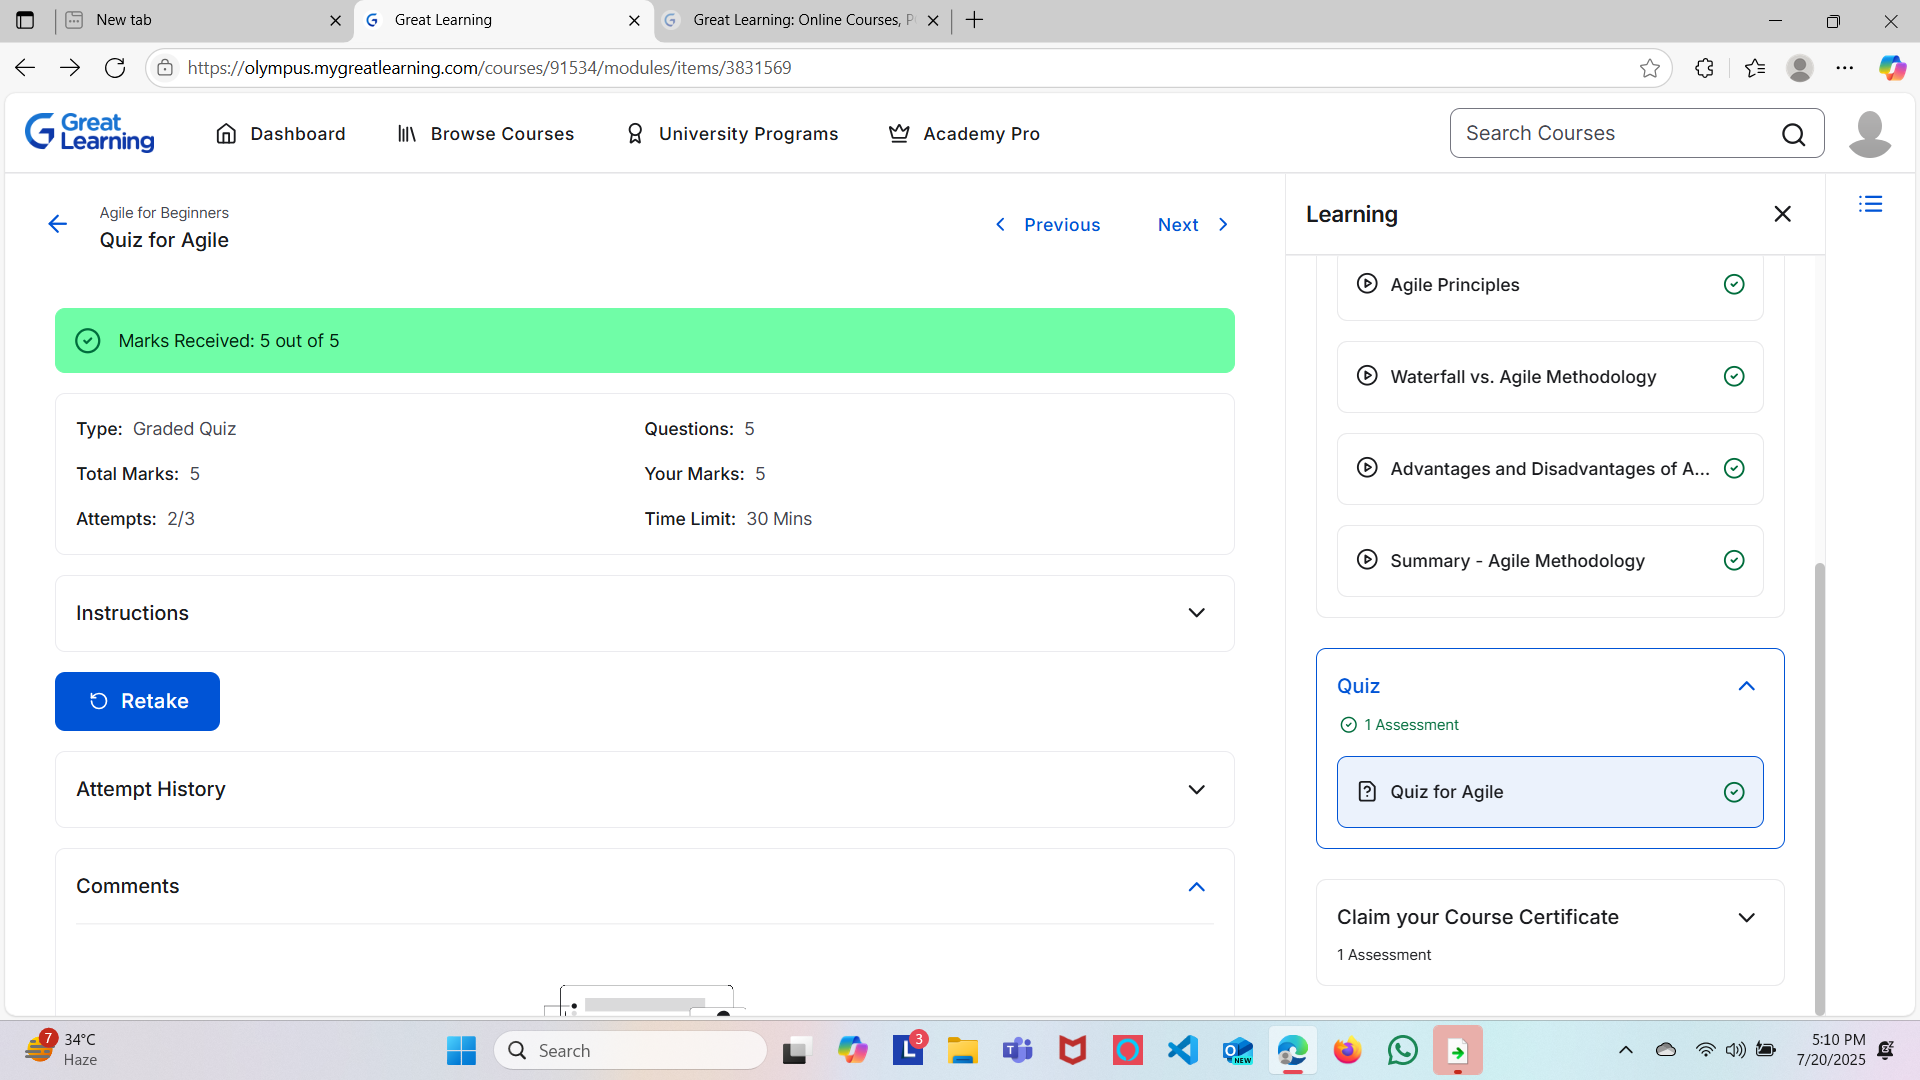 New tab
Great Learning
Great Learning: Online Courses, P
https://olympus.mygreatlearning.com/courses/91534/modules/items/3831569
Great Learning
Dashboard
Browse Courses
University Programs
Academy Pro
Search Courses
Agile for Beginners
Quiz for Agile
Previous
Next
Marks Received: 5 out of 5
Type: Graded Quiz
Questions: 5
Total Marks: 5
Your Marks: 5
Attempts: 2/3
Time Limit: 30 Mins
Instructions
Retake
Attempt History
Comments
Learning
Agile Principles
Waterfall vs. Agile Methodology
Advantages and Disadvantages of A...
Summary - Agile Methodology
Quiz
1 Assessment
Quiz for Agile
Claim your Course Certificate
1 Assessment
7
34°C
Haze
Search
L
3
T
O
NEW
5:10 PM
7/20/2025